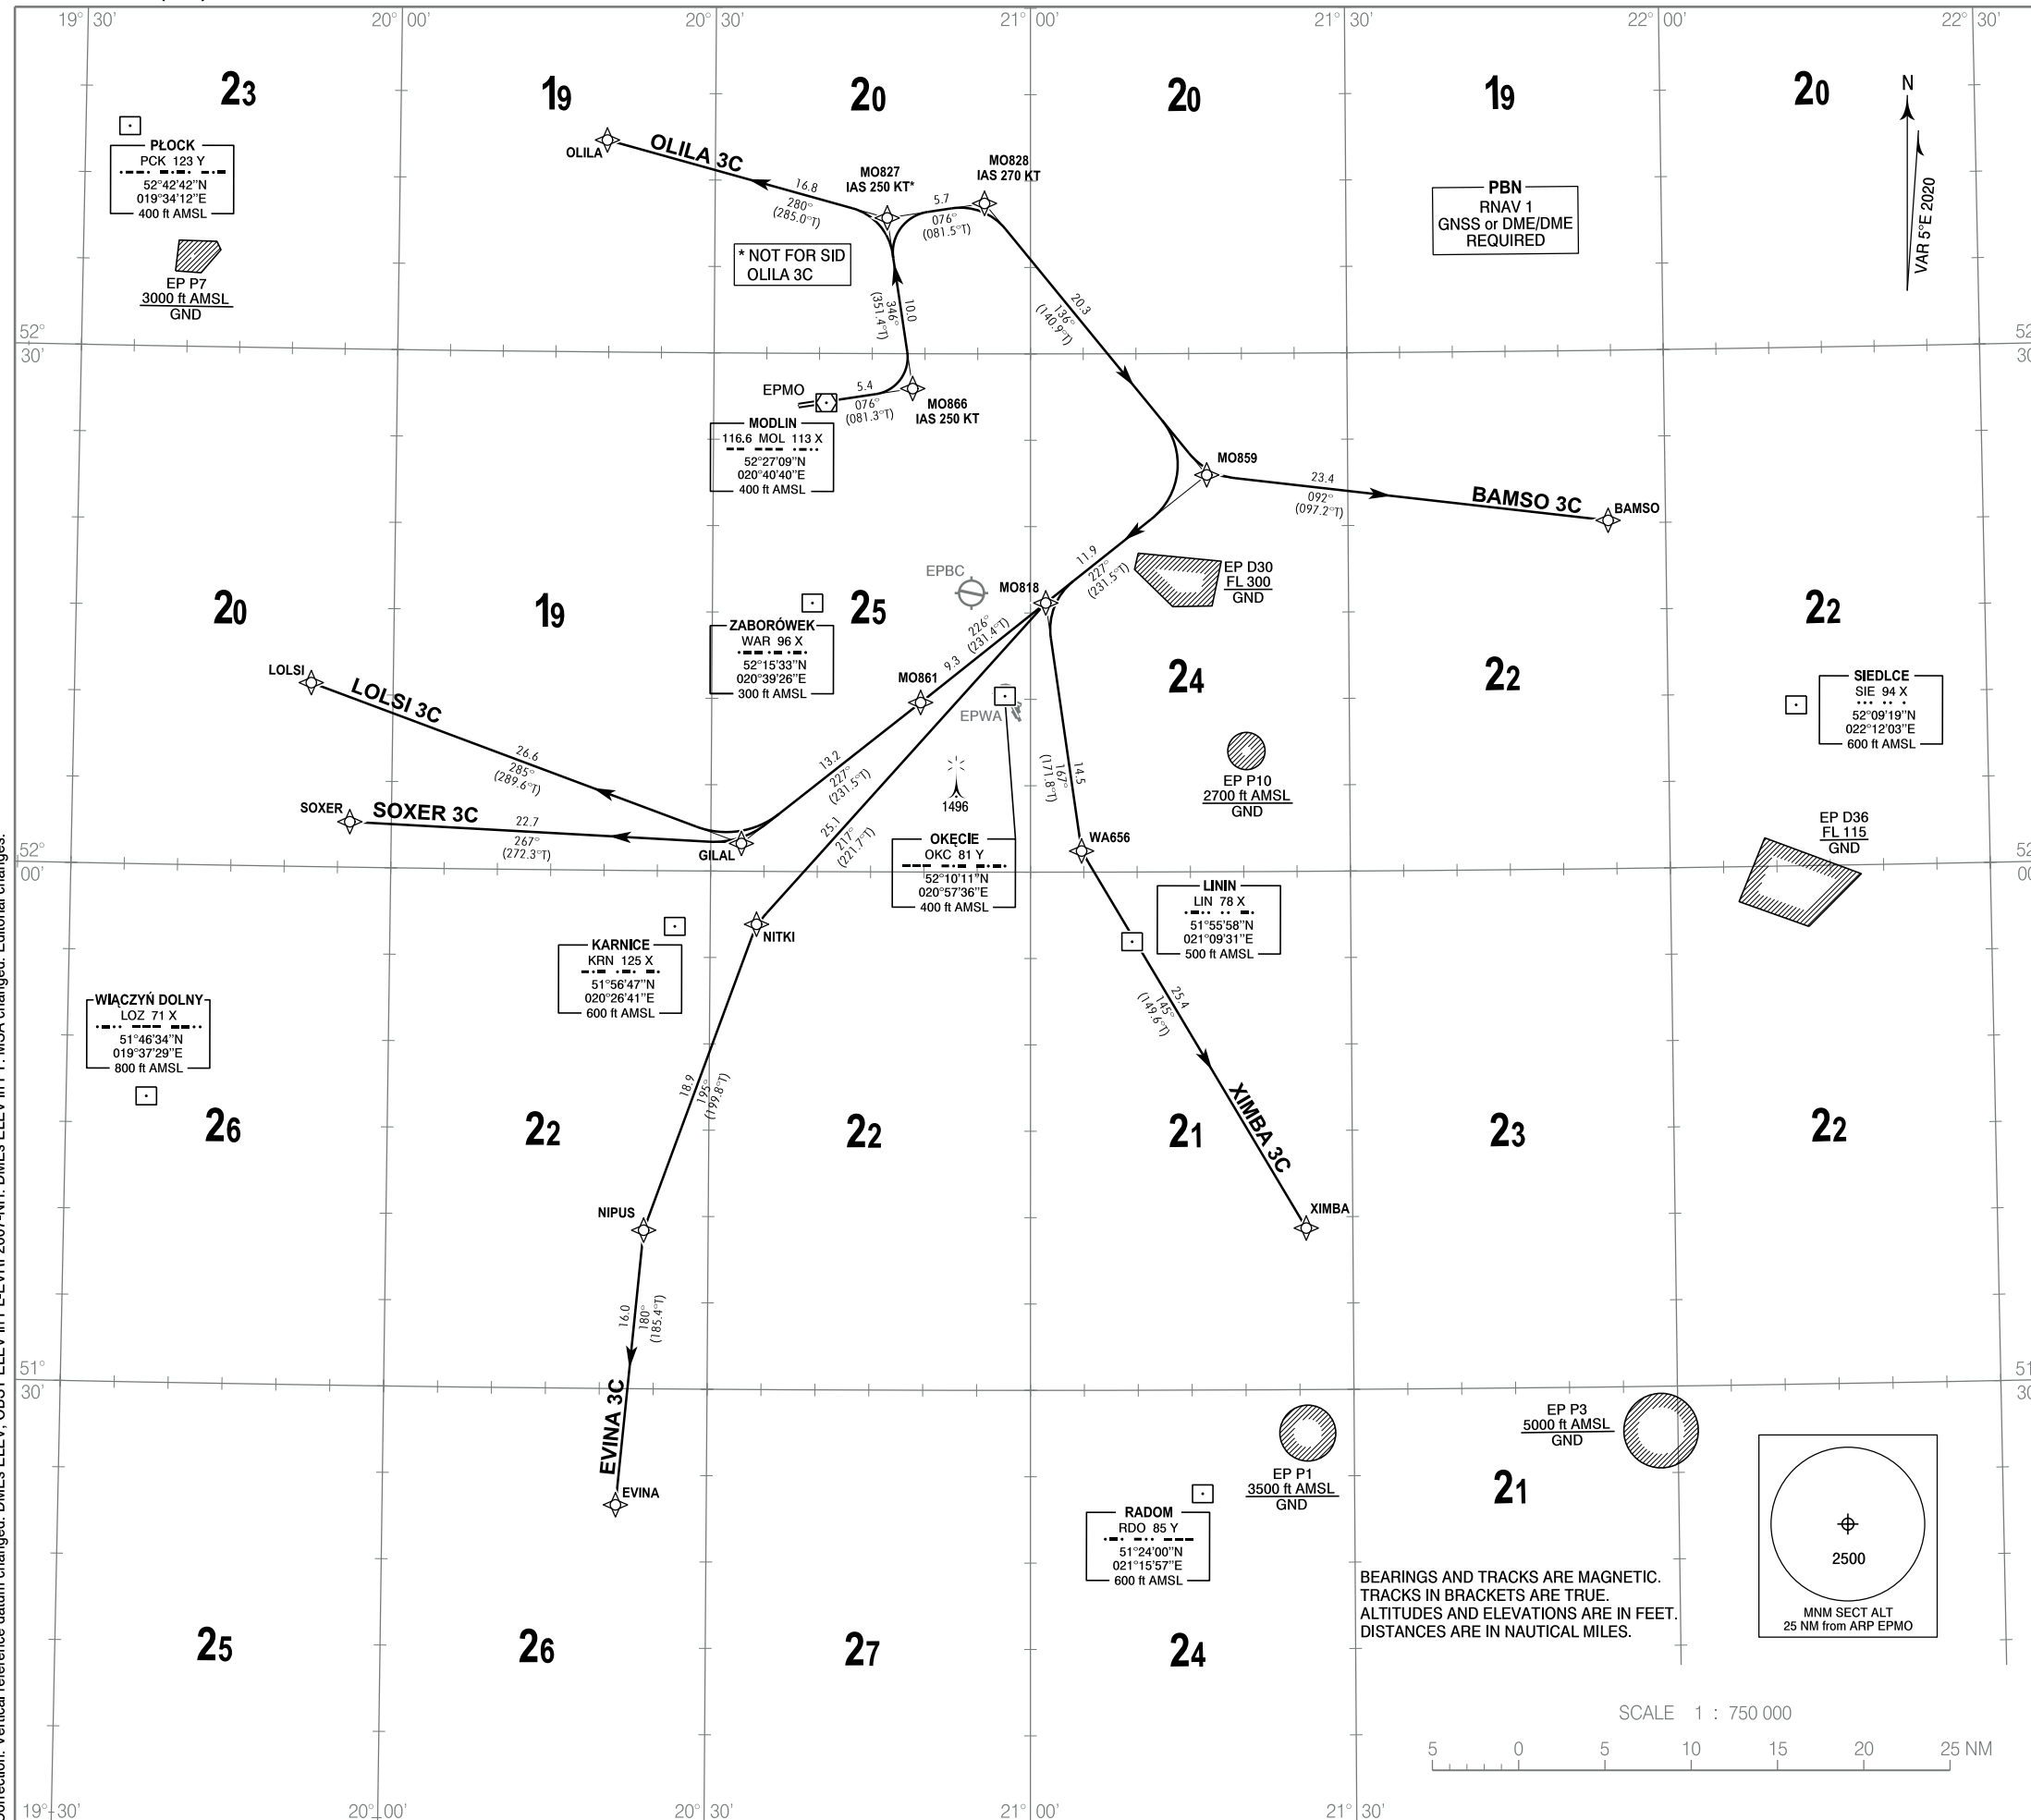 19° 30'
20° 00'
20° 30'
21° 00'
21° 30'
22° 00'
22° 30'
23
19
20
20
19
20
N
VAR 5°E 2020
PŁOCK
PCK 123 Y
52°42'42"N
019°34'12"E
400 ft AMSL
EP P7
3000 ft AMSL
GND
OLILA
OLILA 3C
16.8
280°
(285.0°T)
MO827
IAS 250 KT*
MO828
IAS 270 KT
5.7
076°
(081.5°T)
* NOT FOR SID
OLILA 3C
PBN
RNAV 1
GNSS or DME/DME
REQUIRED
10.0
346°
(351.4°T)
20.3
136°
(140.9°T)
52°
30'
52
30
EPMO
5.4
076°
(081.3°T)
MO866
IAS 250 KT
MODLIN
116.6 MOL 113 X
52°27'09"N
020°40'40"E
400 ft AMSL
MO859
23.4
092°
(097.2°T)
BAMSO 3C
BAMSO
11.9
227°
(231.5°T)
EP D30
FL 300
GND
EPBC
MO818
20
19
25
22
ZABORÓWEK
WAR 96 X
52°15'33"N
020°39'26"E
300 ft AMSL
226°
(231.4°T)
9.3
MO861
EPWA
24
22
LOLSI
LOLSI 3C
26.6
285°
(289.6°T)
SIEDLCE
SIE 94 X
52°09'19"N
022°12'03"E
600 ft AMSL
13.2
227°
(231.5°T)
14.5
167°
(171.8°T)
1496
EP P10
2700 ft AMSL
GND
SOXER
SOXER 3C
22.7
267°
(272.3°T)
GILAL
25.1
217°
(221.7°T)
OKĘCIE
OKC 81 Y
52°10'11"N
020°57'36"E
400 ft AMSL
WA656
EP D36
FL 115
GND
52°
00'
52
00
LININ
LIN 78 X
51°55'58"N
021°09'31"E
500 ft AMSL
NITKI
KARNICE
KRN 125 X
51°56'47"N
020°26'41"E
600 ft AMSL
WIĄCZYŃ DOLNY
LOZ 71 X
51°46'34"N
019°37'29"E
800 ft AMSL
25.4
145°
(149.6°T)
18.9
195°
(199.8°T)
XIMBA 3C
26
22
22
21
23
22
NIPUS
XIMBA
16.0
180°
(185.4°T)
51°
30'
51
30
EVINA 3C
EVINA
EP P1
3500 ft AMSL
GND
EP P3
5000 ft AMSL
GND
21
RADOM
RDO 85 Y
51°24'00"N
021°15'57"E
600 ft AMSL
2500
MNM SECT ALT
25 NM from ARP EPMO
BEARINGS AND TRACKS ARE MAGNETIC.
TRACKS IN BRACKETS ARE TRUE.
ALTITUDES AND ELEVATIONS ARE IN FEET.
DISTANCES ARE IN NAUTICAL MILES.
25
26
27
24
SCALE 1 : 750 000
5 0 5 10 15 20 25 NM
19° 30'
20° 00'
20° 30'
21° 00'
21° 30'